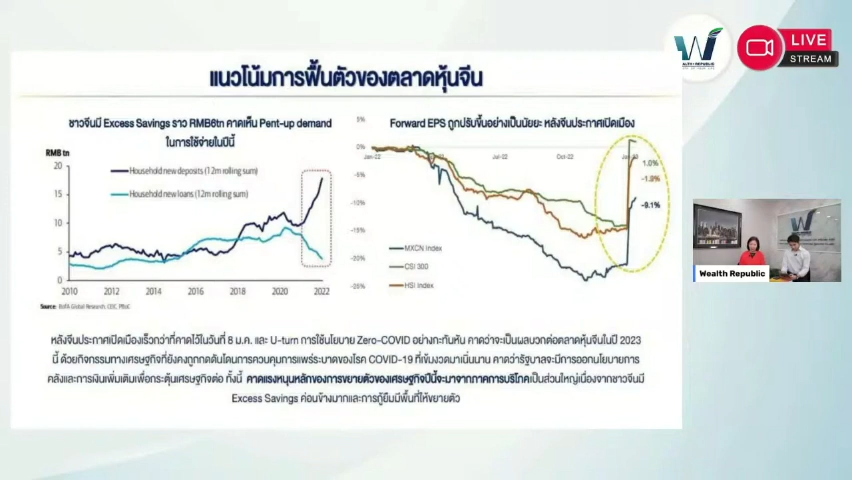 LIVE
STREAM
แนวโน้มการฟื้นตัวของตลาดหุ้นจีน
ชาวจีนมี Excess Savings ราว RMB6tn คาดเห็น Pent-up demand
ในการใช้จ่ายในปีนี้
RMB tn
20
15
10
5
0
Household new deposits (12m rolling sum)
Household new loans (12m rolling sum)
2010 2012 2014 2016 2018 2020 2022
Source: BofA Global Research, CEIC, PBoC
Forward EPS ถูกปรับขึ้นอย่างเป็นนัยยะ หลังจีนประกาศเปิดเมือง
5%
0%
-5%
-10%
-15%
-20%
-25%
Jan-22 Jul-22 Oct-22
1.0%
-1.9%
-9.1%
MXCN Index
CSI 300
HSI Index
หลังจีนประกาศเปิดเมืองเร็วกว่าที่คาดไว้ในวันที่ 8 ม.ค. และ U-turn การใช้นโยบาย Zero-COVID อย่างกะทันหัน คาดว่าจะเป็นผลบวกต่อตลาดหุ้นจีนในปี 2023
นี้ ด้วยกิจกรรมทางเศรษฐกิจที่ยังคงถูกกดดันโดนการควบคุมการแพร่ระบาดของโรค COVID-19 ที่เข้มงวดมาเนิ่นนาน คาดว่ารัฐบาลจะมีการออกนโยบายการ
คลังและการเงินเพิ่มเติมเพื่อกระตุ้นเศรษฐกิจต่อ ทั้งนี้ คาดแรงหนุนหลักของการขยายตัวของเศรษฐกิจปีนี้จะมาจากภาคการบริโภคเป็นส่วนใหญ่เนื่องจากชาวจีนมี
Excess Savings ค่อนข้างมากและการกู้ยืมมีพื้นที่ให้ขยายตัว
Wealth Republic